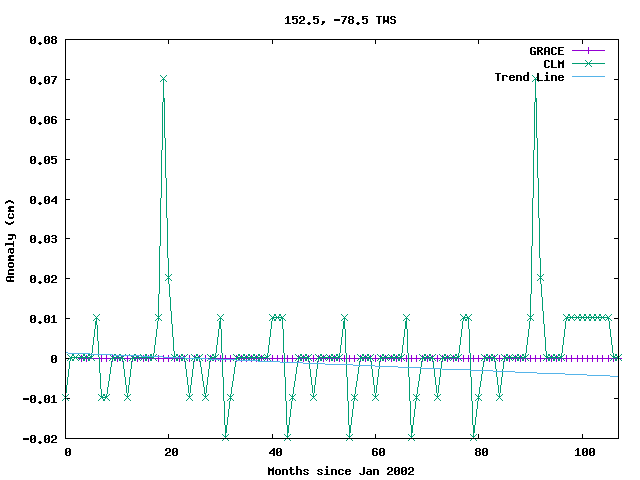 152.5, -78.5 TWS
GRACE
CLM
Trend Line
0.08
0.07
0.06
0.05
0.04
0.03
0.02
0.01
0
-0.01
-0.02
Anomaly (cm)
0 20 40 60 80 100
Months since Jan 2002